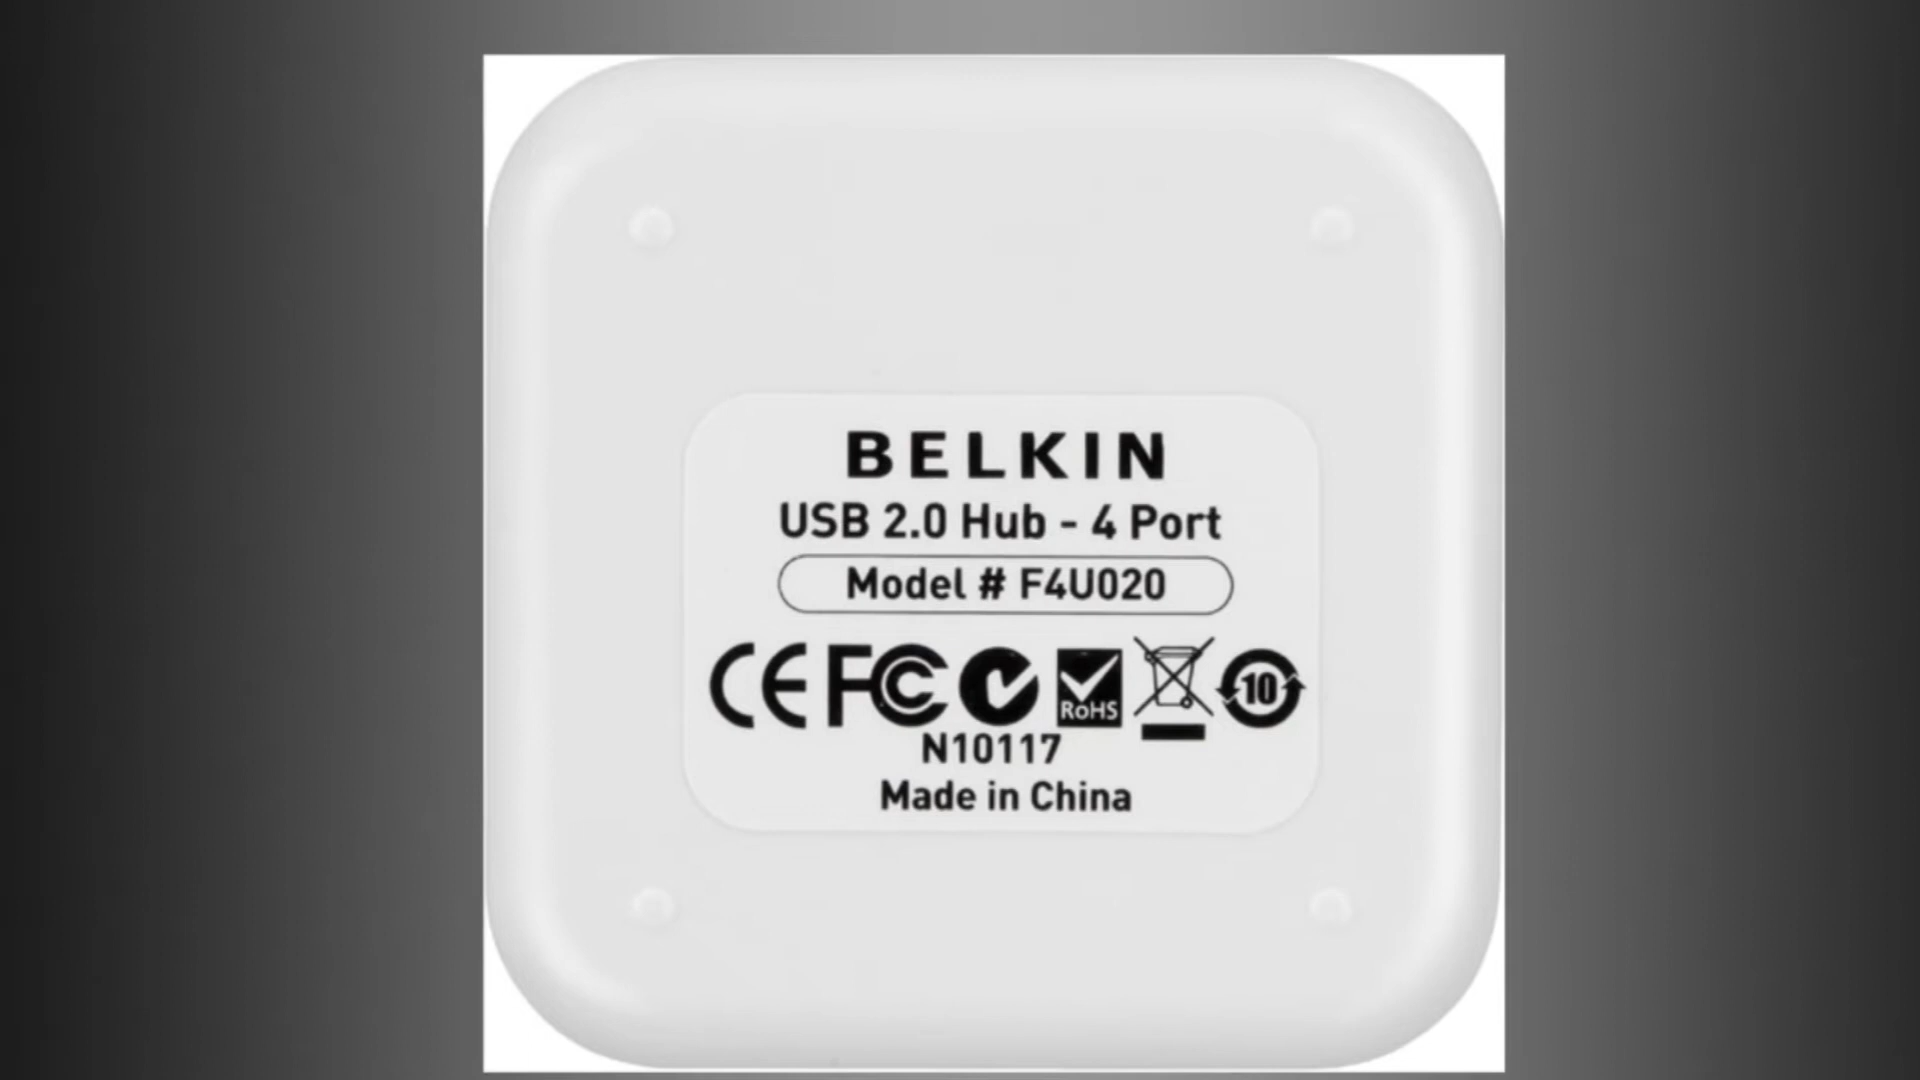 BELKIN
USB 2.0 Hub - 4 Port
Model # F4U020
CE FC RoHS 10
N10117
Made in China